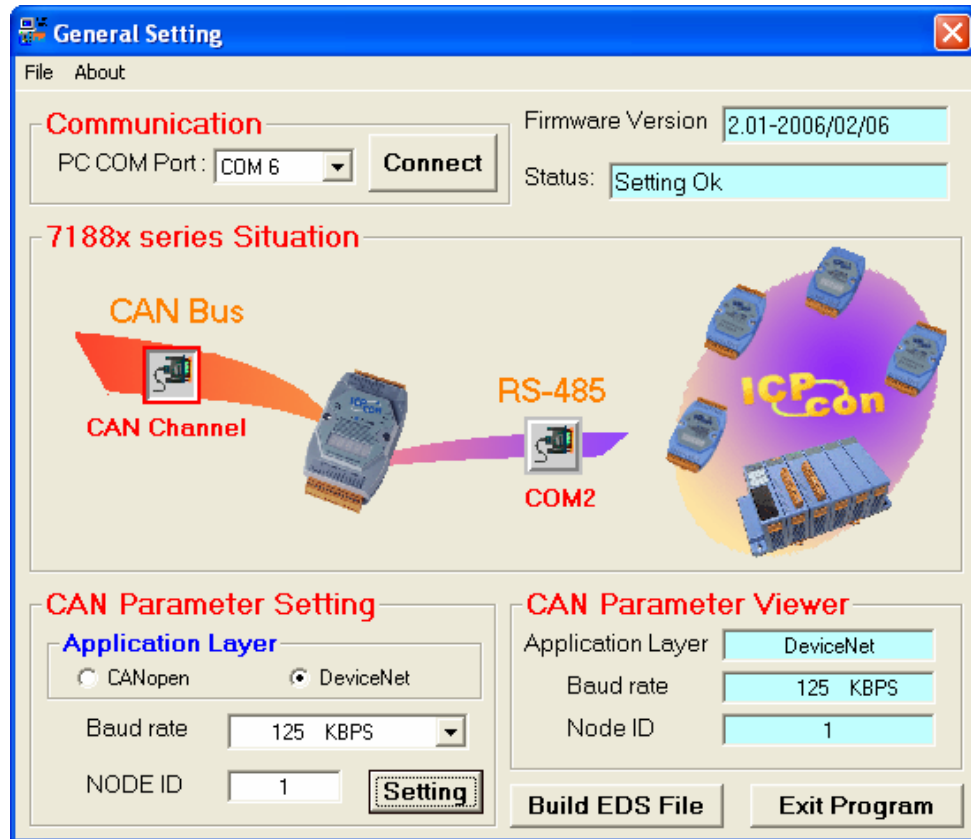 General Setting
File About
Communication
PC COM Port : COM 6
Connect
Firmware Version 2.01-2006/02/06
Status: Setting Ok
7188x series Situation
CAN Bus
CAN Channel
RS-485
COM2
ICP con
CAN Parameter Setting
Application Layer
CANopen DeviceNet
Baud rate 125 KBPS
NODE ID 1
Setting
CAN Parameter Viewer
Application Layer DeviceNet
Baud rate 125 KBPS
Node ID 1
Build EDS File
Exit Program